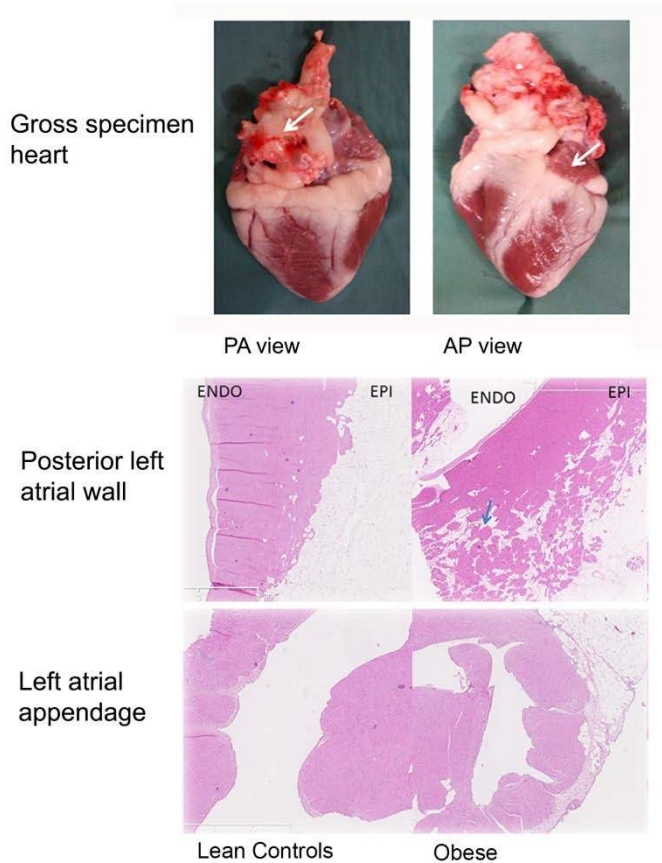 Gross specimen
heart
PA view
AP view
ENDO
EPI
ENDO
EPI
Posterior left
atrial wall
Left atrial
appendage
Lean Controls
Obese